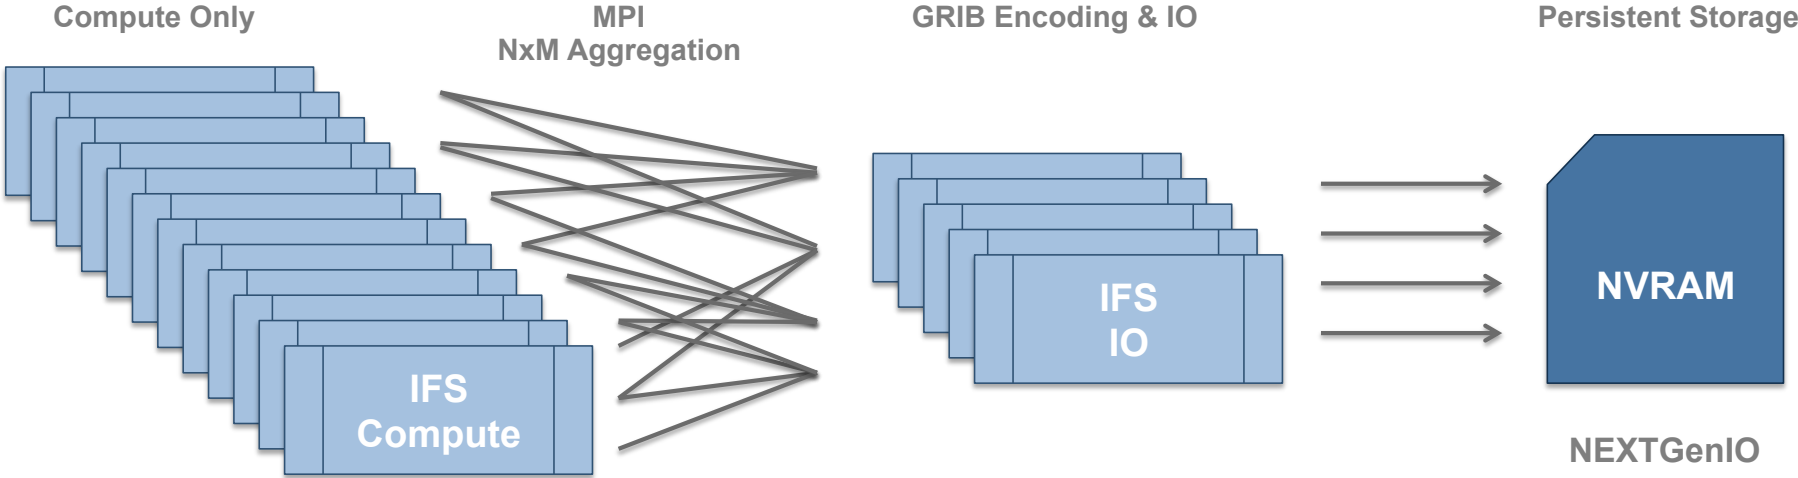 Compute Only
MPI
NxM Aggregation
GRIB Encoding & IO
Persistent Storage
IFS
Compute
IFS
IO
NVRAM
NEXTGenIO